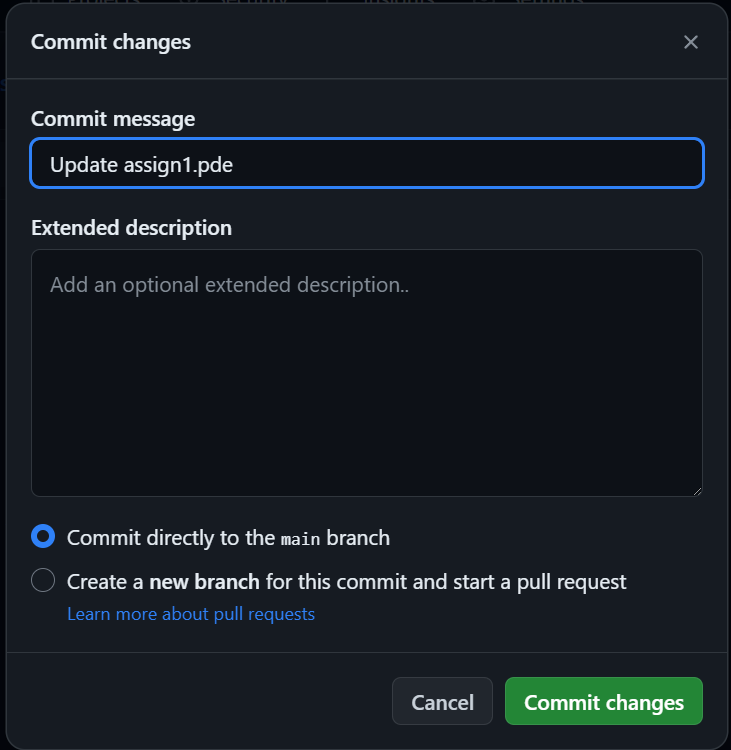 Commit changes
Commit message
Update assign1.pde
Extended description
Add an optional extended description..
Commit directly to the main branch
Create a new branch for this commit and start a pull request
Learn more about pull requests
Cancel
Commit changes